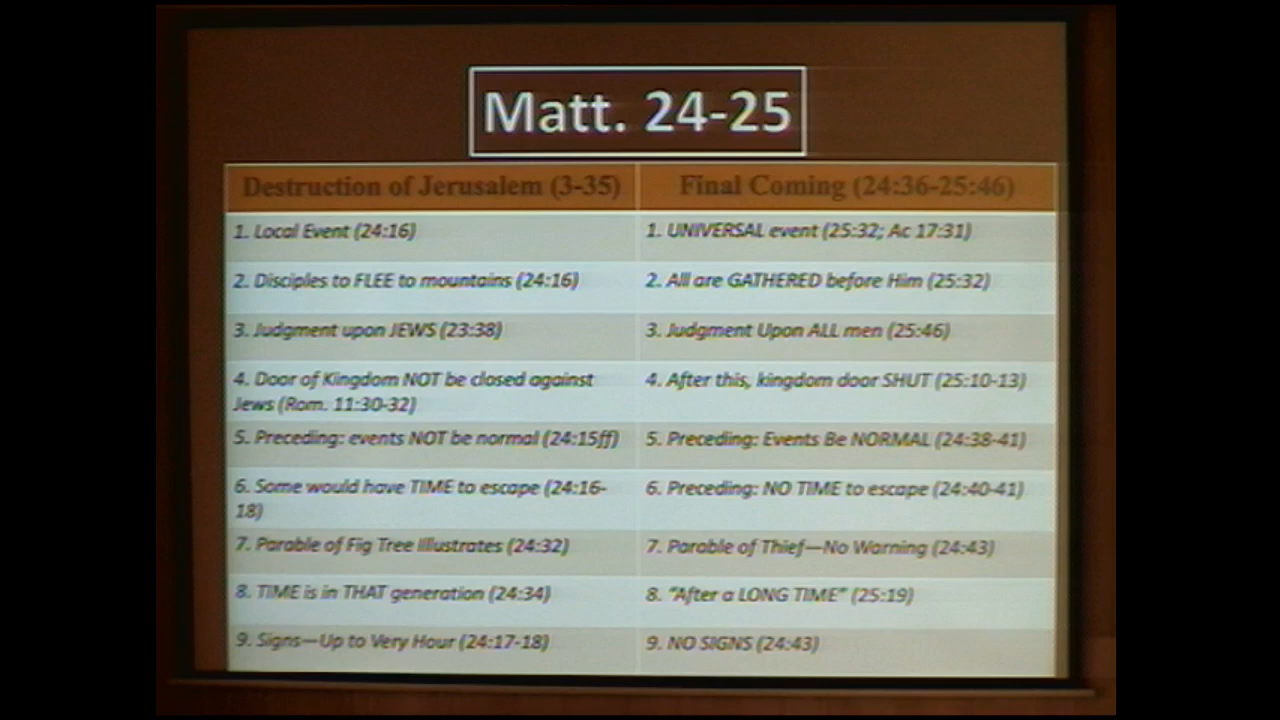 Matt. 24-25
Destruction of Jerusalem (3-35)
Final Coming (24:36-25:46)
1. Local Event (24:16)
1. UNIVERSAL event (25:32; Ac 17:31)
2. Disciples to FLEE to mountains (24:16)
2. All are GATHERED before Him (25:32)
3. Judgment upon JEWS (23:38)
3. Judgment Upon ALL men (25:46)
4. Door of Kingdom NOT be closed against
Jews (Rom. 11:30-32)
4. After this, kingdom door SHUT (25:10-13)
5. Preceding: events NOT be normal (24:15ff)
5. Preceding: Events Be NORMAL (24:38-41)
6. Some would have TIME to escape (24:16-
18)
6. Preceding: NO TIME to escape (24:40-41)
7. Parable of Fig Tree Illustrates (24:32)
7. Parable of Thief—No Warning (24:43)
8. TIME is in THAT generation (24:34)
8. “After a LONG TIME” (25:19)
9. Signs—Up to Very Hour (24:17-18)
9. NO SIGNS (24:43)